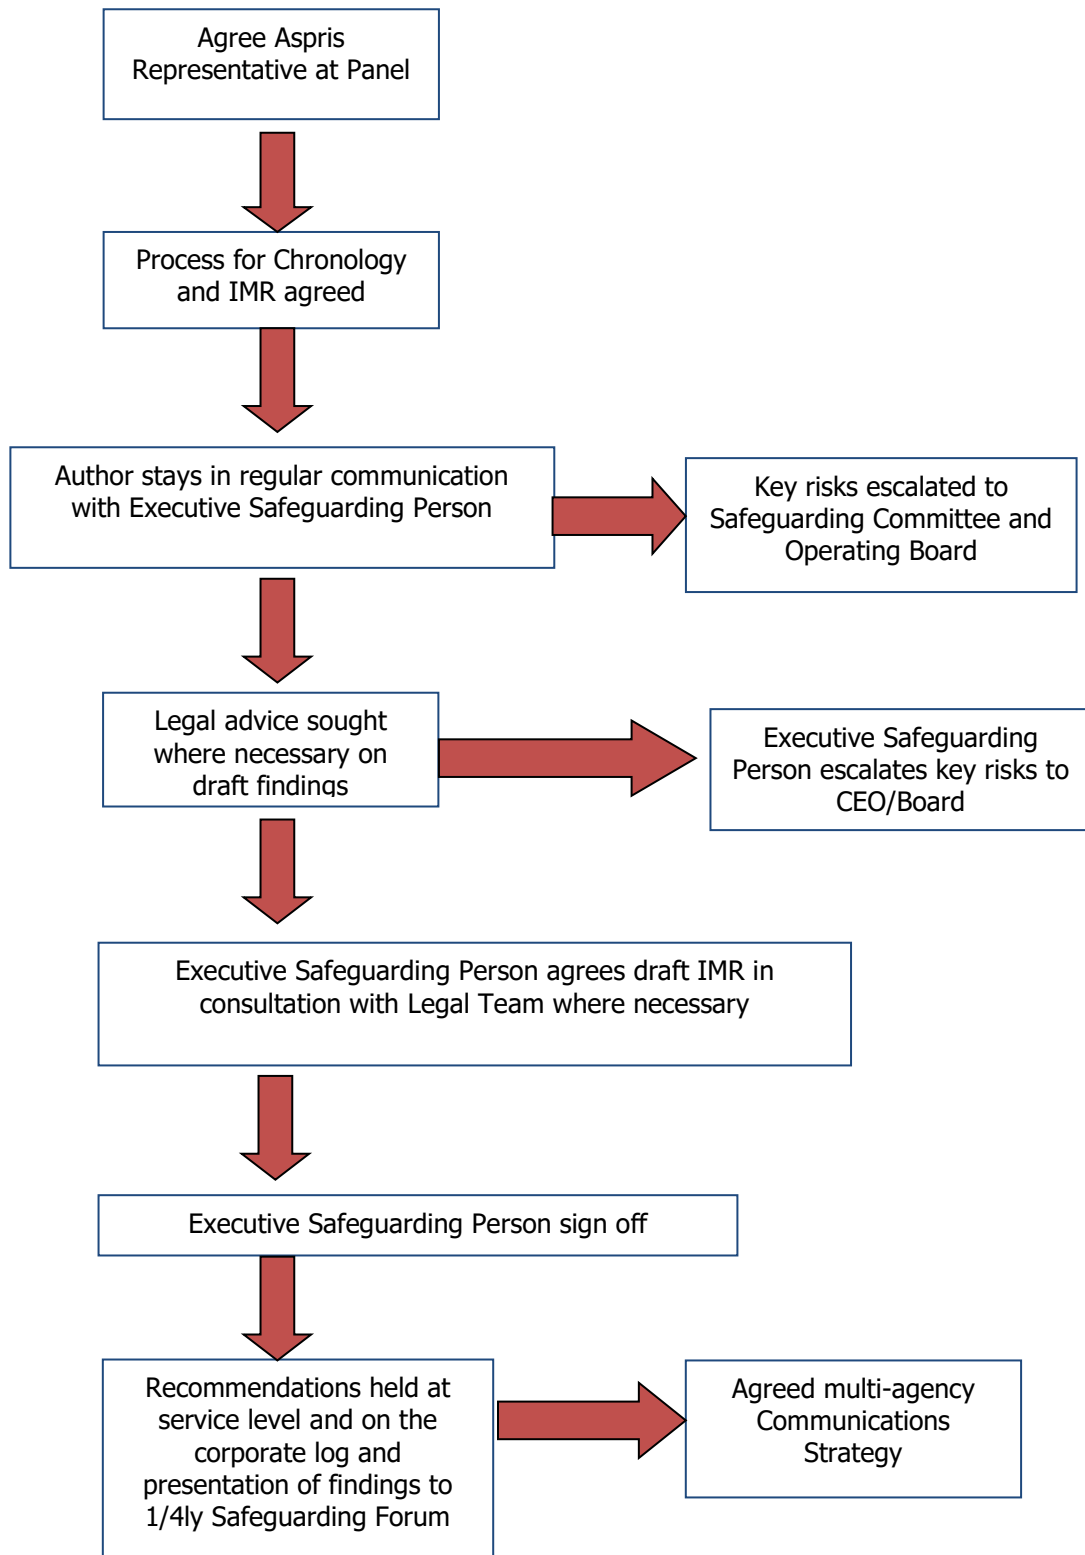 Agree Aspris
Representative at Panel
Process for Chronology
and IMR agreed
Author stays in regular communication
with Executive Safeguarding Person
Key risks escalated to
Safeguarding Committee and
Operating Board
Legal advice sought
where necessary on
draft findings
Executive Safeguarding
Person escalates key risks to
CEO/Board
Executive Safeguarding Person agrees draft IMR in
consultation with Legal Team where necessary
Executive Safeguarding Person sign off
Recommendations held at
service level and on the
corporate log and
presentation of findings to
1/4ly Safeguarding Forum
Agreed multi-agency
Communications
Strategy